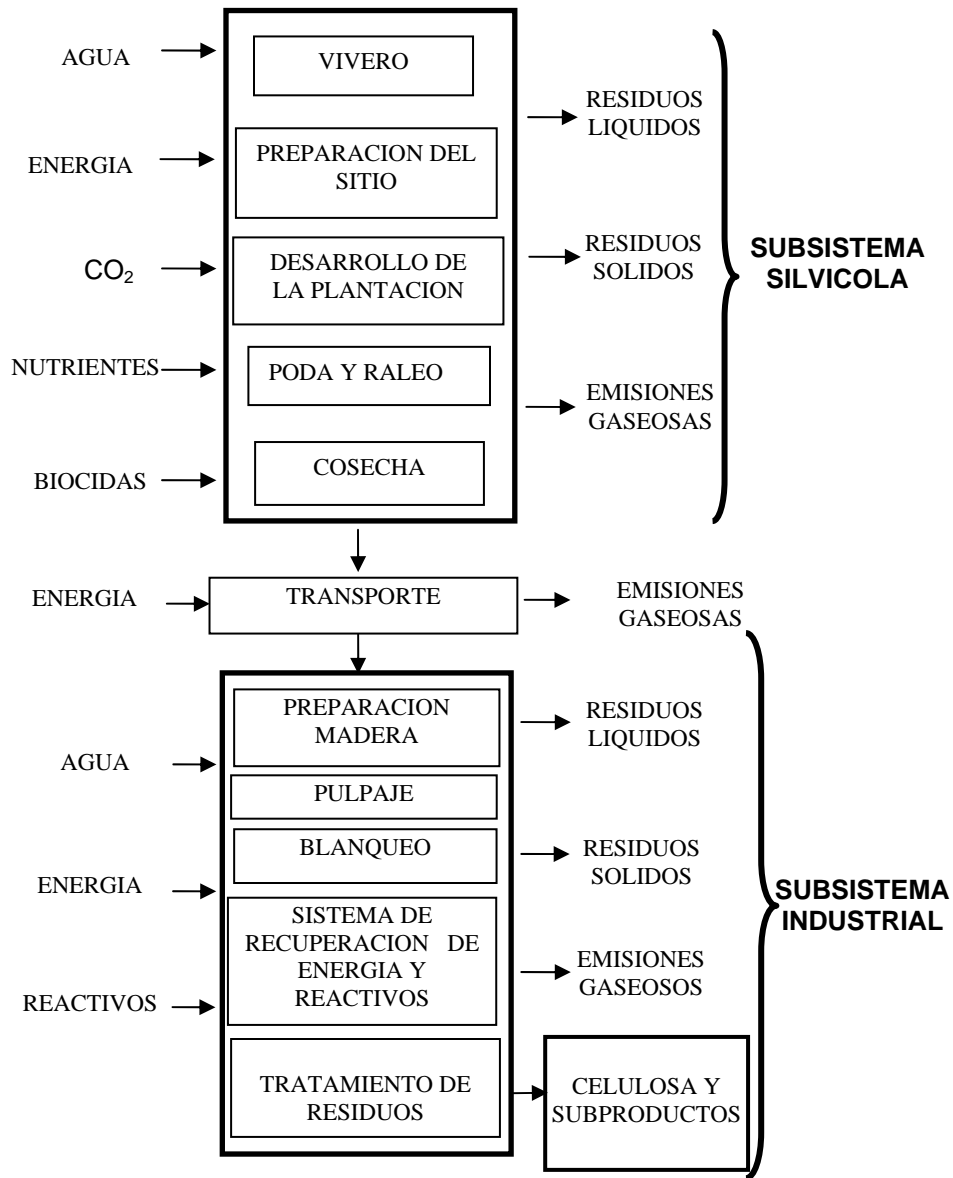 AGUA
VIVERO
RESIDUOS
LIQUIDOS
ENERGIA
PREPARACION DEL
SITIO
CO₂
DESARROLLO DE
LA PLANTACION
RESIDUOS
SOLIDOS
SUBSISTEMA
SILVICOLA
NUTRIENTES
PODA Y RALEO
EMISIONES
GASEOSAS
BIOCIDAS
COSECHA
ENERGIA
TRANSPORTE
EMISIONES
GASEOSAS
PREPARACION
MADERA
RESIDUOS
LIQUIDOS
AGUA
PULPAJE
BLANQUEO
RESIDUOS
SOLIDOS
ENERGIA
SUBSISTEMA
INDUSTRIAL
SISTEMA DE
RECUPERACION DE
ENERGIA Y
REACTIVOS
EMISIONES
GASEOSOS
REACTIVOS
TRATAMIENTO DE
RESIDUOS
CELULOSA Y
SUBPRODUCTOS